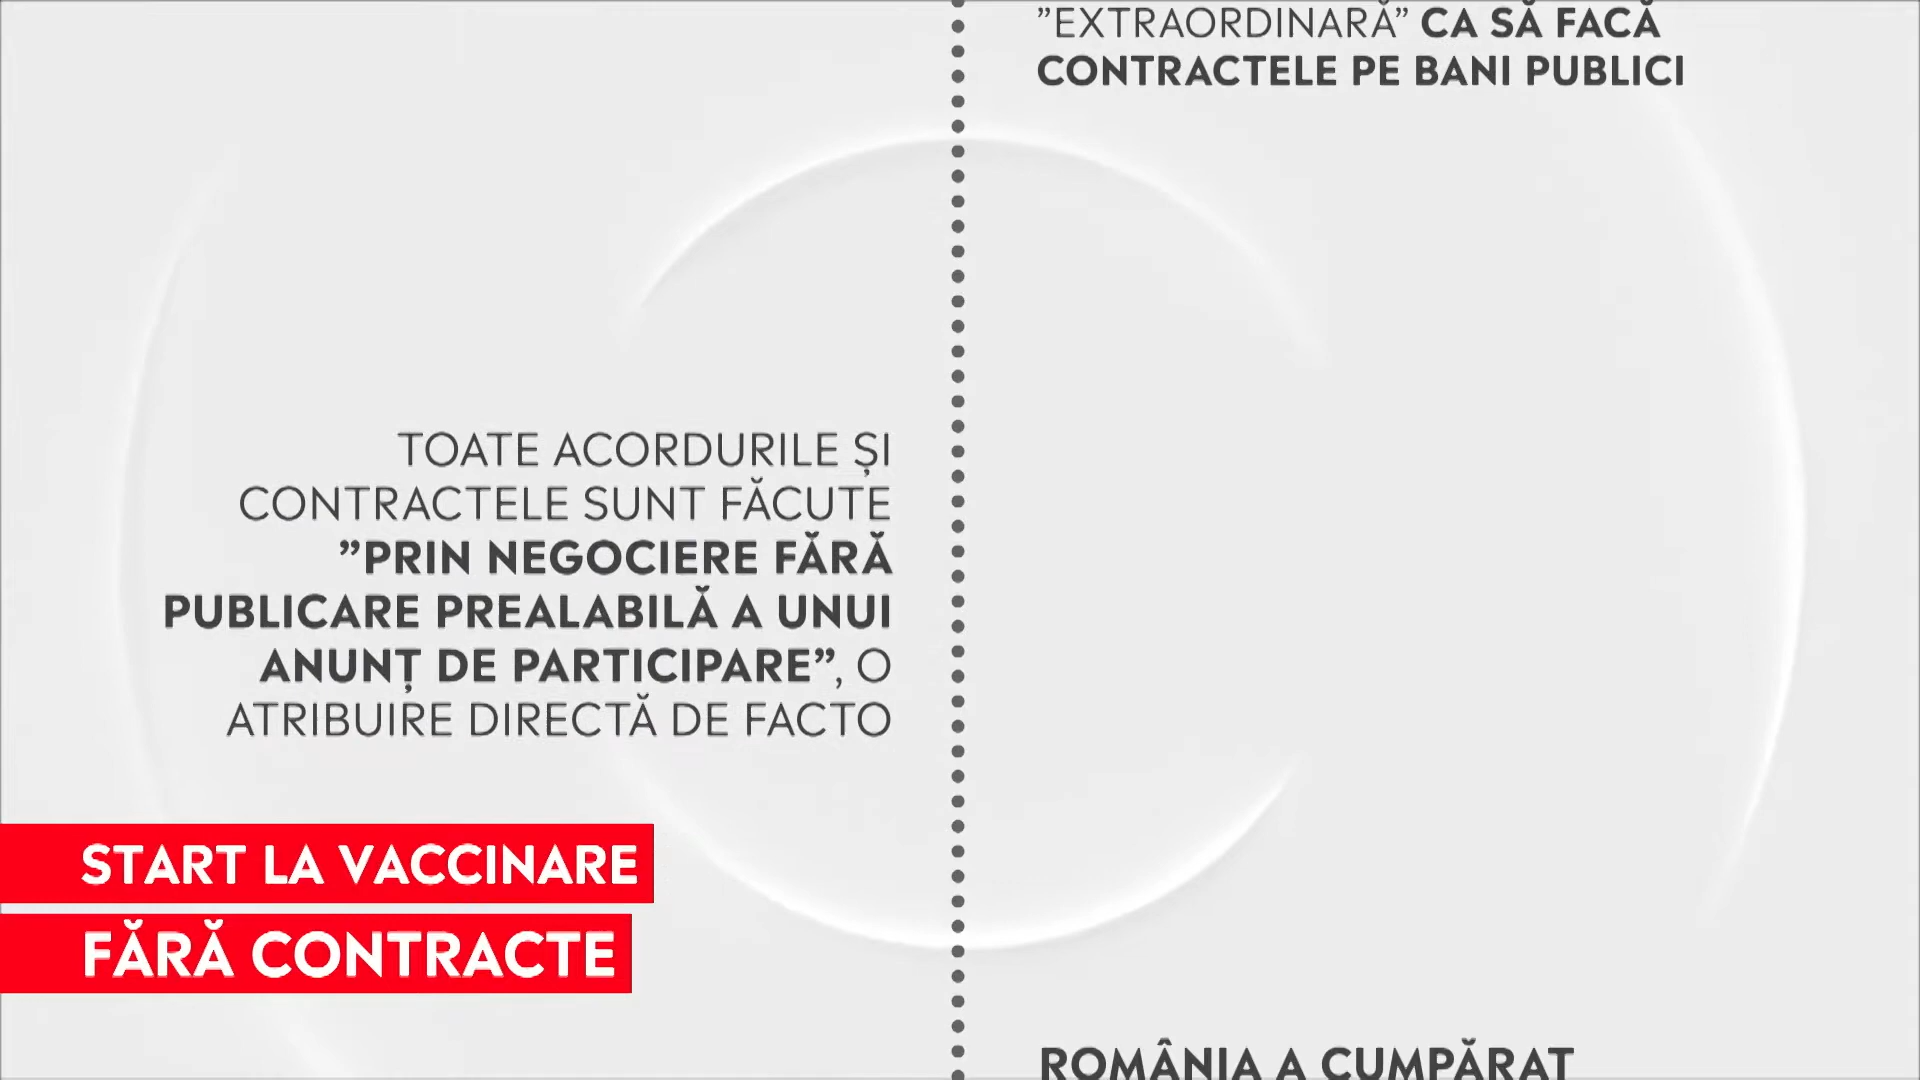 ”EXTRAORDINARĂ” CA SĂ FACĂ
CONTRACTELE PE BANI PUBLICI
TOATE ACORDURILE ȘI
CONTRACTELE SUNT FĂCUTE
”PRIN NEGOCIERE FĂRĂ
PUBLICARE PREALABILĂ A UNUI
ANUNȚ DE PARTICIPARE”, O
ATRIBUIRE DIRECTĂ DE FACTO
START LA VACCINARE
FĂRĂ CONTRACTE
ROMÂNIA A CUMPĂRAT